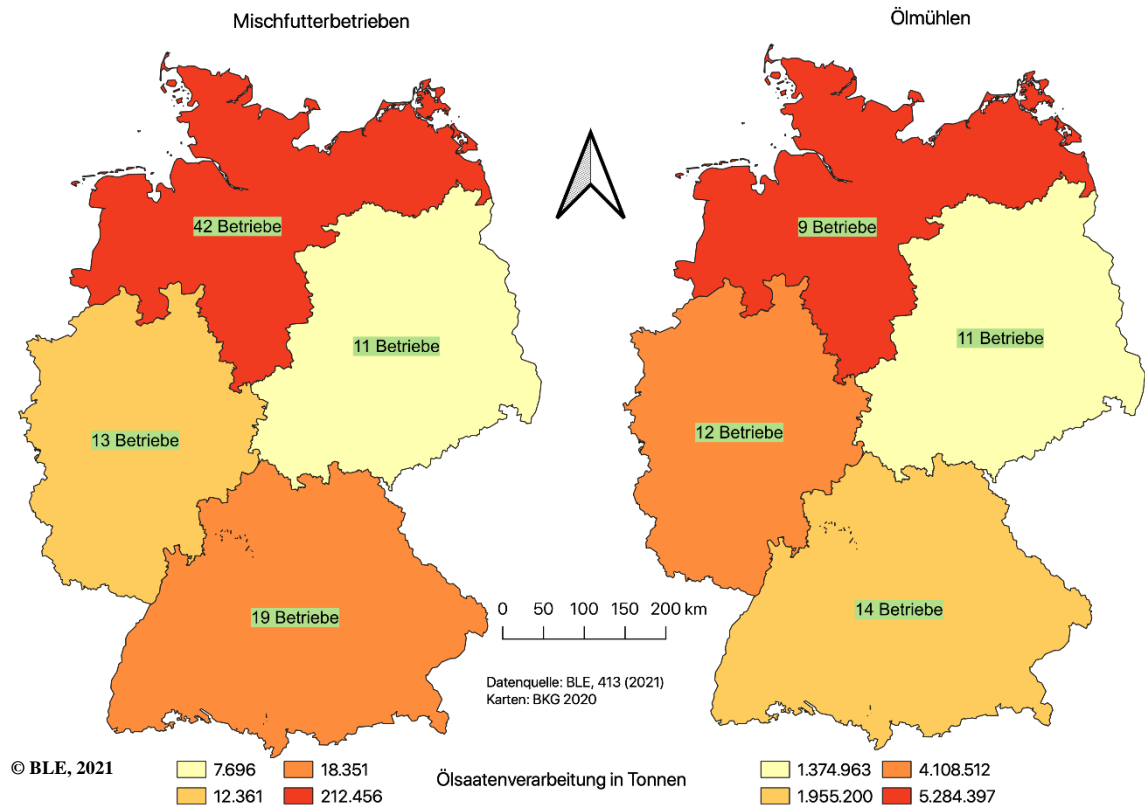 Mischfutterbetrieben
Ölmühlen
42 Betriebe
9 Betriebe
11 Betriebe
11 Betriebe
13 Betriebe
12 Betriebe
19 Betriebe
14 Betriebe
0 50 100 150 200 km
Datenquelle: BLE, 413 (2021)
Karten: BKG 2020
© BLE, 2021
7.696 18.351
12.361 212.456
Ölsaatenverarbeitung in Tonnen
1.374.963 4.108.512
1.955.200 5.284.397